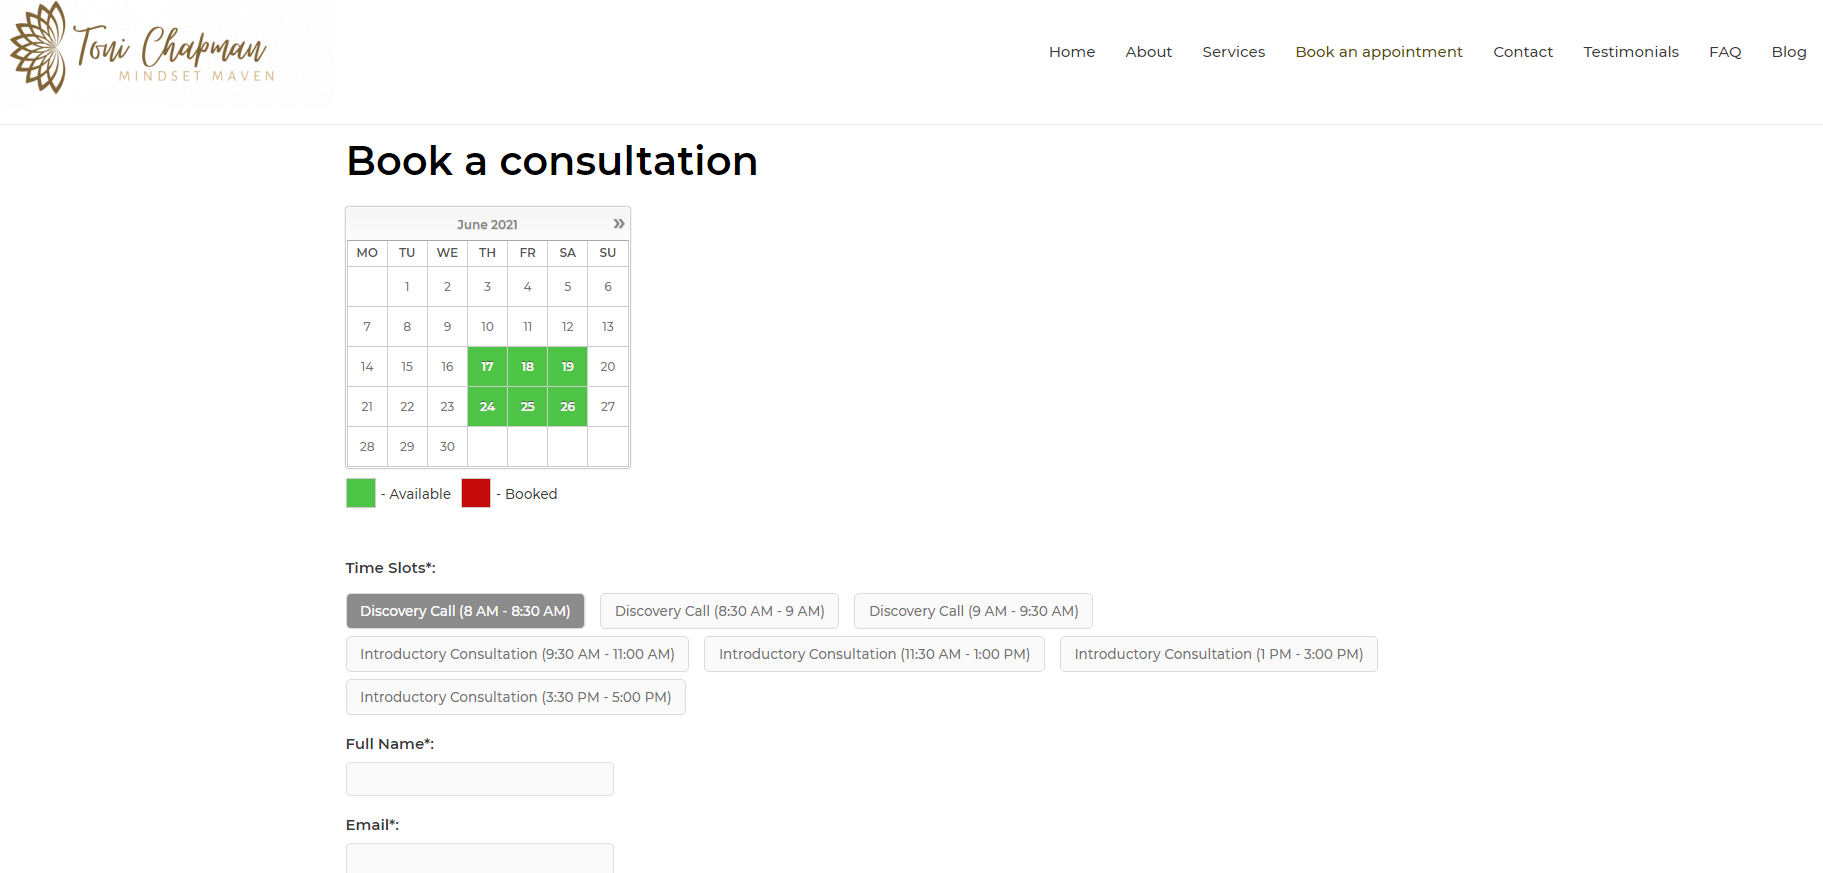 Toni Chapman
MINDSET MAVEN
Home About Services Book an appointment Contact Testimonials FAQ Blog
Book a consultation
June 2021 »
MO TU WE TH FR SA SU
1 2 3 4 5 6
7 8 9 10 11 12 13
14 15 16 17 18 19 20
21 22 23 24 25 26 27
28 29 30
- Available - Booked
Time Slots*:
Discovery Call (8 AM - 8:30 AM) Discovery Call (8:30 AM - 9 AM) Discovery Call (9 AM - 9:30 AM)
Introductory Consultation (9:30 AM - 11:00 AM) Introductory Consultation (11:30 AM - 1:00 PM) Introductory Consultation (1 PM - 3:00 PM)
Introductory Consultation (3:30 PM - 5:00 PM)
Full Name*:
Email*: